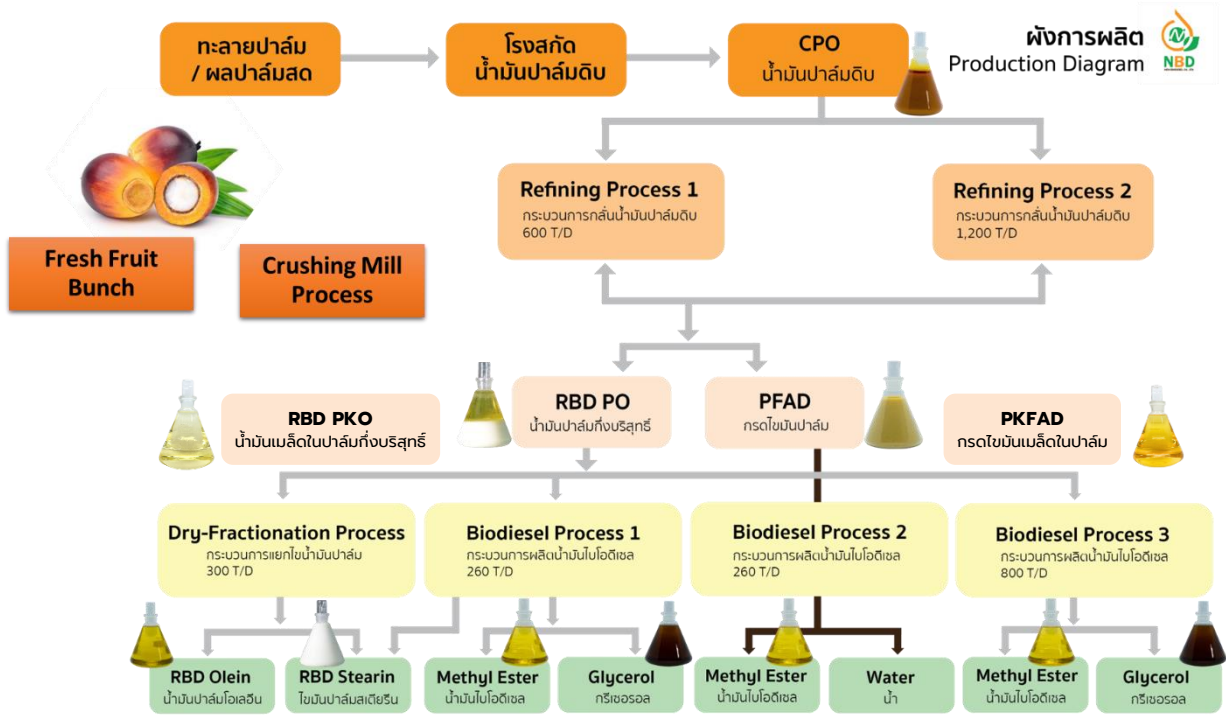 ทะลายปาล์ม
/ ผลปาล์มสด
โรงสกัด
น้ำมันปาล์มดิบ
CPO
น้ำมันปาล์มดิบ
ผังการผลิต
Production Diagram
NBD
Refining Process 1
กระบวนการกลั่นน้ำมันปาล์มดิบ
600 T/D
Refining Process 2
กระบวนการกลั่นน้ำมันปาล์มดิบ
1,200 T/D
Fresh Fruit
Bunch
Crushing Mill
Process
RBD PKO
น้ำมันเมล็ดในปาล์มกึ่งบริสุทธิ์
RBD PO
น้ำมันปาล์มกึ่งบริสุทธิ์
PFAD
กรดไขมันปาล์ม
PKFAD
กรดไขมันเมล็ดในปาล์ม
Dry-Fractionation Process
กระบวนการแยกไขน้ำมันปาล์ม
300 T/D
Biodiesel Process 1
กระบวนการผลิตน้ำมันไบโอดีเซล
260 T/D
Biodiesel Process 2
กระบวนการผลิตน้ำมันไบโอดีเซล
260 T/D
Biodiesel Process 3
กระบวนการผลิตน้ำมันไบโอดีเซล
800 T/D
RBD Olein
น้ำมันปาล์มโอเลอีน
RBD Stearin
ไขมันปาล์มสเตียรีน
Methyl Ester
น้ำมันไบโอดีเซล
Glycerol
กรีเซอรอล
Methyl Ester
น้ำมันไบโอดีเซล
Water
น้ำ
Methyl Ester
น้ำมันไบโอดีเซล
Glycerol
กรีเซอรอล